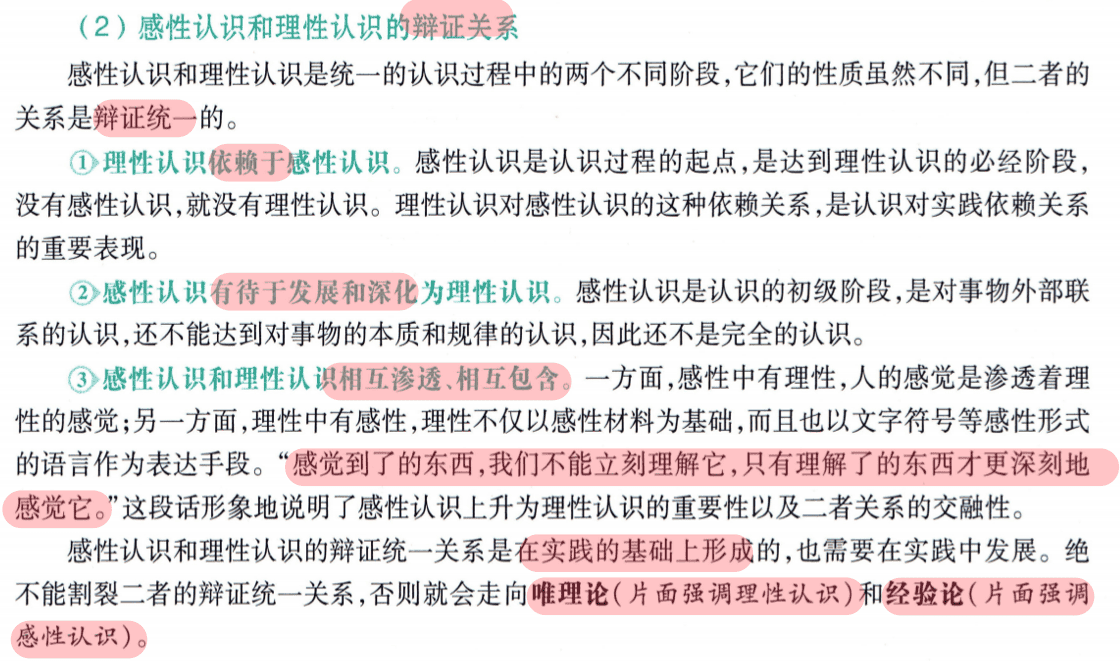 （2）感性认识和理性认识的辩证关系
感性认识和理性认识是统一的认识过程中的两个不同阶段,它们的性质虽然不同,但二者的
关系是辩证统一的。
①理性认识依赖于感性认识。感性认识是认识过程的起点,是达到理性认识的必经阶段,
没有感性认识,就没有理性认识。理性认识对感性认识的这种依赖关系,是认识对实践依赖关系
的重要表现。
②感性认识有待于发展和深化为理性认识。感性认识是认识的初级阶段,是对事物外部联
系的认识,还不能达到对事物的本质和规律的认识,因此还不是完全的认识。
③感性认识和理性认识相互渗透、相互包含。一方面,感性中有理性,人的感觉是渗透着理
性的感觉;另一方面,理性中有感性,理性不仅以感性材料为基础,而且也以文字符号等感性形式
的语言作为表达手段。“感觉到了的东西,我们不能立刻理解它,只有理解了的东西才更深刻地
感觉它。”这段话形象地说明了感性认识上升为理性认识的重要性以及二者关系的交融性。
感性认识和理性认识的辩证统一关系是在实践的基础上形成的,也需要在实践中发展。绝
不能割裂二者的辩证统一关系,否则就会走向唯理论(片面强调理性认识)和经验论(片面强调
感性认识)。